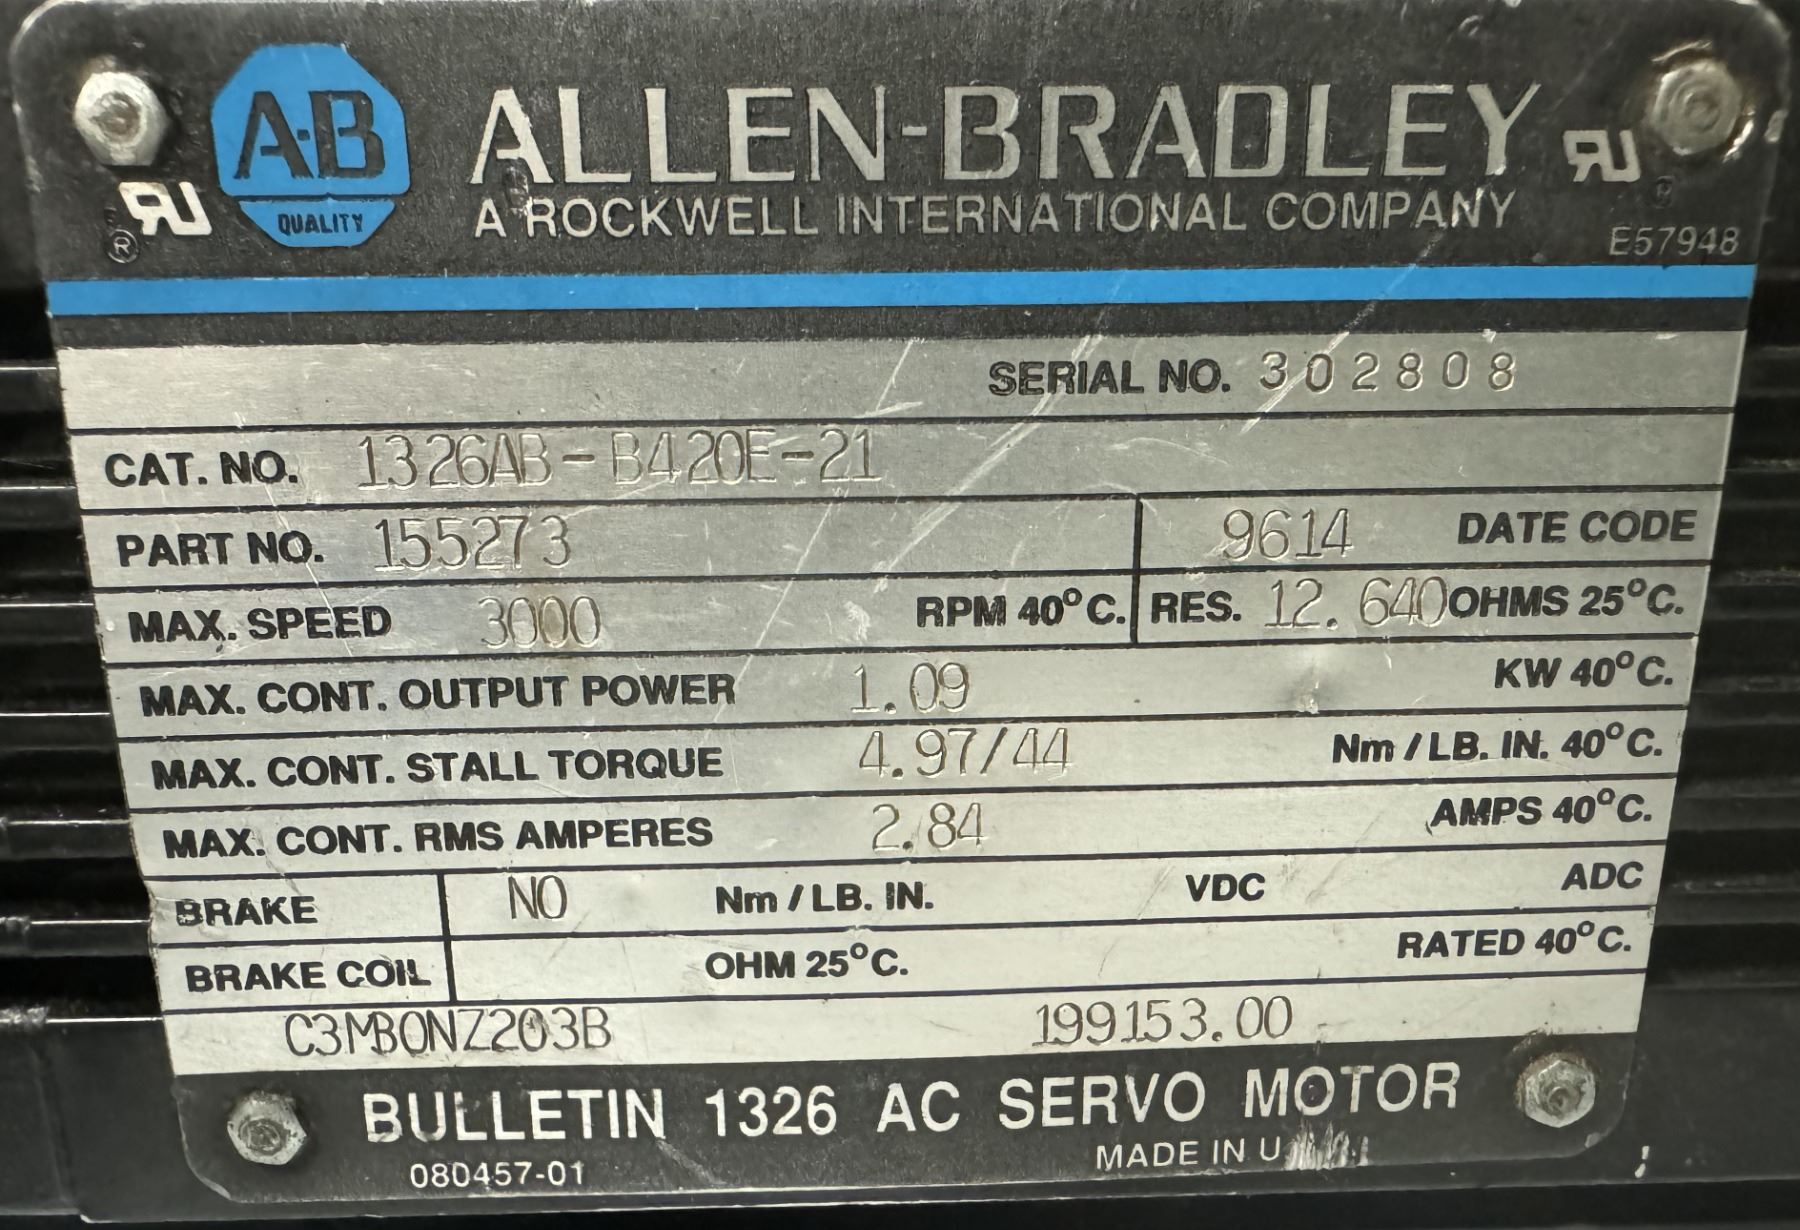 A·B
QUALITY
ALLEN-BRADLEY
A ROCKWELL INTERNATIONAL COMPANY
RU
®
RU
E57948
SERIAL NO. 302808
CAT. NO. 1326AB-B420E-21
PART NO. 155273 9614 DATE CODE
MAX. SPEED 3000 RPM 40°C. RES. 12.640 OHMS 25°C.
MAX. CONT. OUTPUT POWER 1.09 KW 40°C.
MAX. CONT. STALL TORQUE 4.97/44 Nm / LB. IN. 40°C.
MAX. CONT. RMS AMPERES 2.84 AMPS 40°C.
BRAKE NO Nm / LB. IN. VDC ADC
BRAKE COIL OHM 25°C. RATED 40°C.
C3MBONZ203B 199153.00
BULLETIN 1326 AC SERVO MOTOR
080457-01 MADE IN U